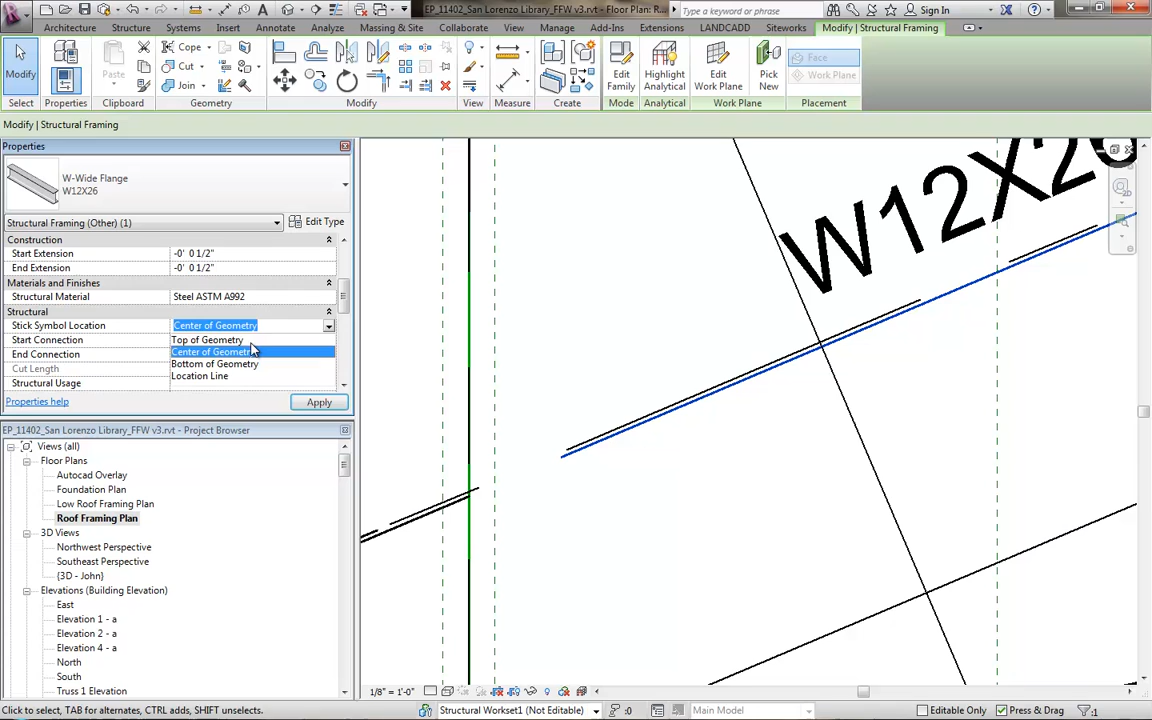 EP_11402_San Lorenzo Library_FFW v3.rvt - Floor Plan: R...
Type a keyword or phrase
Sign In
Architecture Structure Systems Insert Annotate Analyze Massing & Site Collaborate View Manage Add-Ins Extensions LANDCADD Siteworks Modify | Structural Framing
Modify Paste Cope Cut Join Edit Family Highlight Analytical Edit Work Plane Pick New Face Work Plane
Select Properties Clipboard Geometry Modify View Measure Create Mode Analytical Work Plane Placement
Modify | Structural Framing
Properties
W-Wide Flange
W12X26
Structural Framing (Other) (1) Edit Type
Construction
Start Extension -0' 0 1/2"
End Extension -0' 0 1/2"
Materials and Finishes
Structural Material Steel ASTM A992
Structural
Stick Symbol Location Center of Geometry
Start Connection Top of Geometry
End Connection Center of Geometry
Cut Length Bottom of Geometry
Location Line
Structural Usage
Properties help Apply
EP_11402_San Lorenzo Library_FFW v3.rvt - Project Browser
Views (all)
Floor Plans
Autocad Overlay
Foundation Plan
Low Roof Framing Plan
Roof Framing Plan
3D Views
Northwest Perspective
Southeast Perspective
{3D - John}
Elevations (Building Elevation)
East
Elevation 1 - a
Elevation 2 - a
Elevation 4 - a
North
South
Truss 1 Elevation
W12X26
1/8" = 1'-0"
Click to select, TAB for alternates, CTRL adds, SHIFT unselects. Structural Workset1 (Not Editable) :0 Main Model Editable Only Press & Drag :1